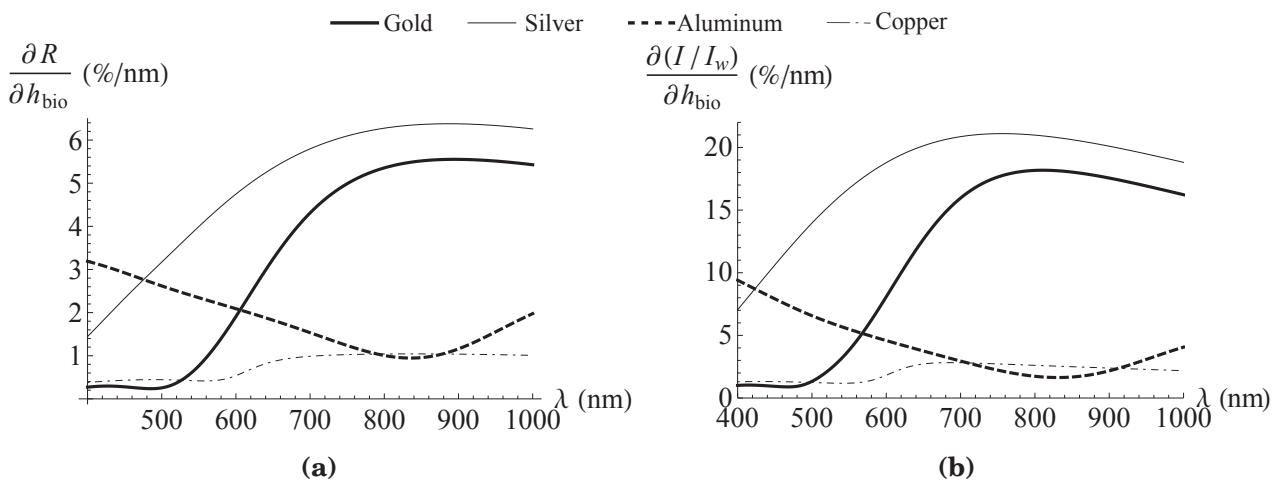 Gold Silver Aluminum Copper
∂R/∂h_bio (%/nm)
6
5
4
3
2
1
500 600 700 800 900 1000 λ (nm)
(a)
∂(I/I_w)/∂h_bio (%/nm)
20
15
10
5
0
400 500 600 700 800 900 1000 λ (nm)
(b)